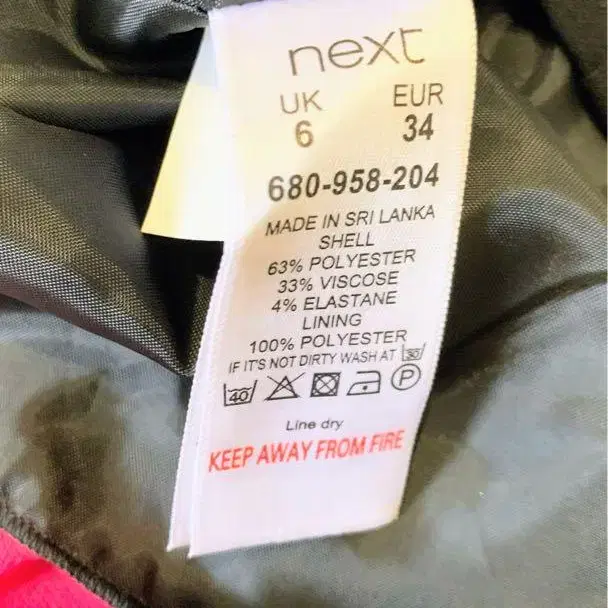 next
UK EUR
6 34
680-958-204
MADE IN SRI LANKA
SHELL
63% POLYESTER
33% VISCOSE
4% ELASTANE
LINING
100% POLYESTER
IF IT'S NOT DIRTY WASH AT 30
40 P
Line dry
KEEP AWAY FROM FIRE